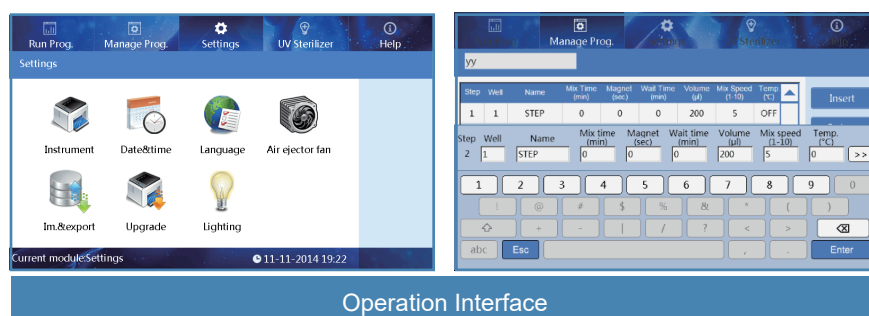 Run Prog. Manage Prog. Settings UV Sterilizer Help
Settings
Instrument Date&time Language Air ejector fan
Im.&export Upgrade Lighting
Current module:Settings 11-11-2014 19:22
Manage Prog.
yy
Step Well Name Mix Time (min) Magnet (sec) Wail Time (min) Volume (µl) Mix Speed (1-10) Temp (℃)
1 1 STEP 0 0 0 200 5 OFF
Insert
Step Well Name Mix time (min) Magnet (sec) Wait time (min) Volume (µl) Mix speed (1-10) Temp. (℃)
2 1 STEP 0 0 0 200 5 0 >>
1 2 3 4 5 6 7 8 9 0
! @ # $ % & * ( )
+ - | / ? < >
abc Esc , . Enter
Operation Interface